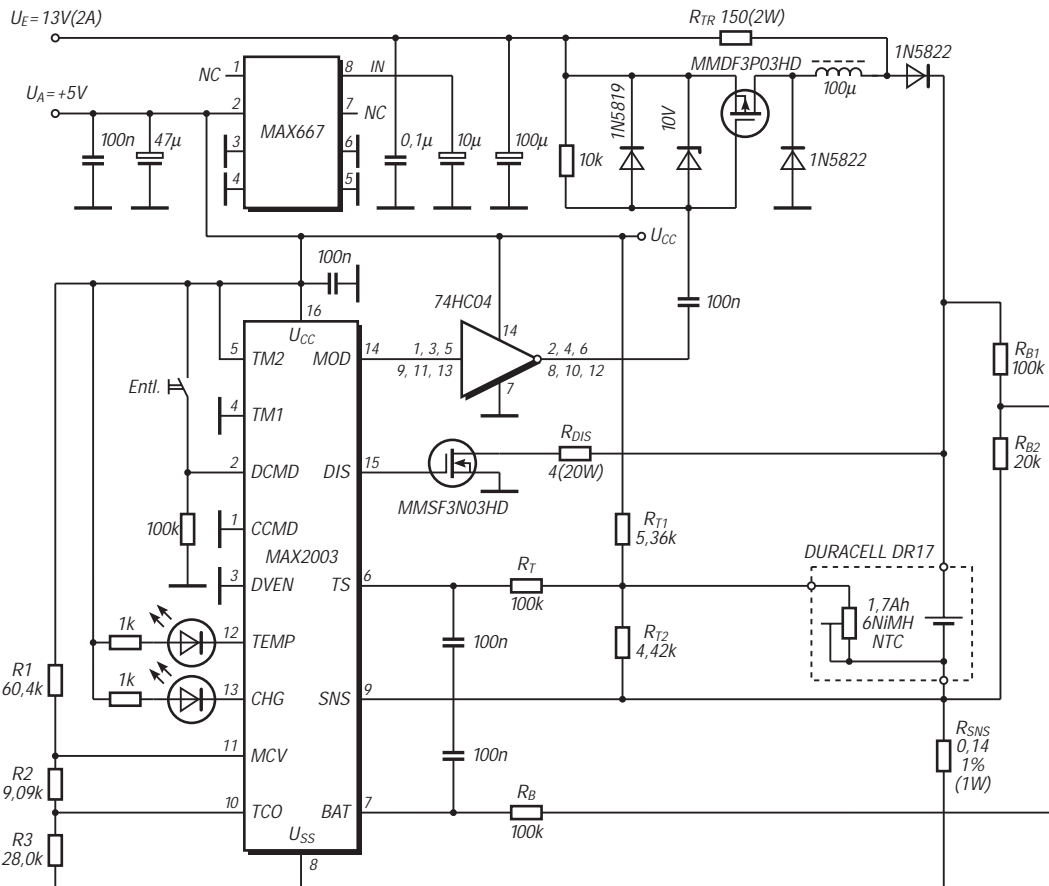 U_E = 13V(2A)
R_TR 150(2W)
1N5822
NC
1
8
IN
MMDF3P03HD
U_A = +5V
2
7
NC
100µ
MAX667
100n
47µ
3
6
0,1µ
10µ
100µ
10k
1N5819
10V
1N5822
4
5
U_CC
100n
16
74HC04
100n
U_CC
14
5
TM2
MOD
14
1, 3, 5
2, 4, 6
9, 11, 13
8, 10, 12
7
R_B1
100k
Entl.
4
TM1
R_DIS
4(20W)
R_B2
20k
2
DCMD
DIS
15
MMSF3N03HD
100k
1
CCMD
R_T1
5,36k
MAX2003
DURACELL DR17
3
DVEN
TS
6
R_T
100k
1,7Ah
6NiMH
NTC
1k
12
TEMP
100n
R_T2
4,42k
R1
60,4k
1k
13
CHG
SNS
9
R_SNS
0,14
1%
(1W)
11
MCV
100n
R2
9,09k
10
TCO
BAT
7
R_B
100k
R3
28,0k
U_SS
8